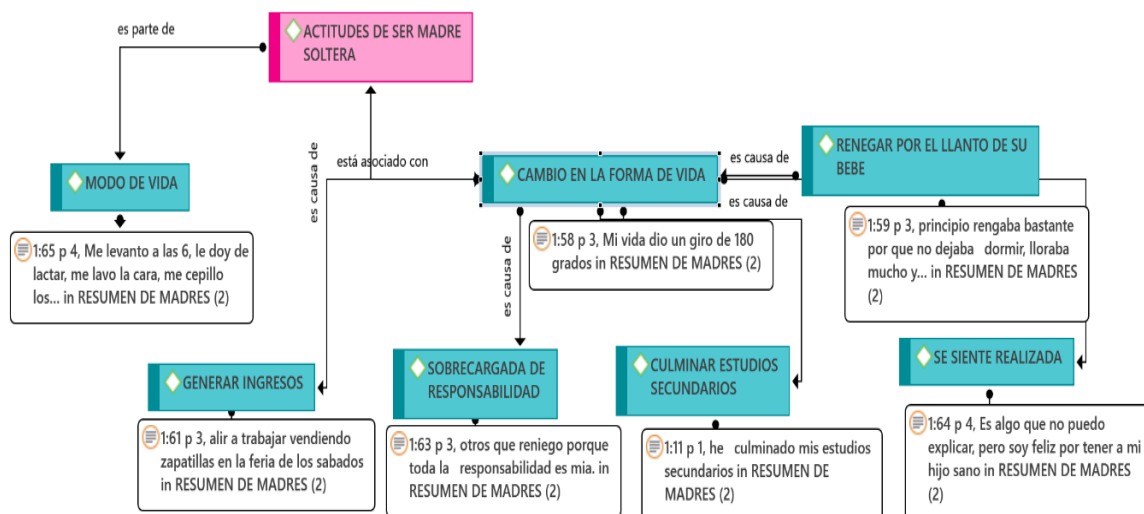 es parte de
ACTITUDES DE SER MADRE
SOLTERA
es causa de
está asociado con
MODO DE VIDA
CAMBIO EN LA FORMA DE VIDA
es causa de
es causa de
RENEGAR POR EL LLANTO DE SU
BEBE
1:65 p 4, Me levanto a las 6, le doy de
lactar, me lavo la cara, me cepillo
los... in RESUMEN DE MADRES (2)
1:58 p 3, Mi vida dio un giro de 180
grados in RESUMEN DE MADRES (2)
1:59 p 3, principio rengaba bastante
por que no dejaba dormir, lloraba
mucho y... in RESUMEN DE MADRES
(2)
es causa de
GENERAR INGRESOS
SOBRECARGADA DE
RESPONSABILIDAD
CULMINAR ESTUDIOS
SECUNDARIOS
SE SIENTE REALIZADA
1:61 p 3, alir a trabajar vendiendo
zapatillas en la feria de los sabados
in RESUMEN DE MADRES (2)
1:63 p 3, otros que reniego porque
toda la responsabilidad es mia. in
RESUMEN DE MADRES (2)
1:11 p 1, he culminado mis estudios
secundarios in RESUMEN DE
MADRES (2)
1:64 p 4, Es algo que no puedo
explicar, pero soy feliz por tener a mi
hijo sano in RESUMEN DE MADRES
(2)